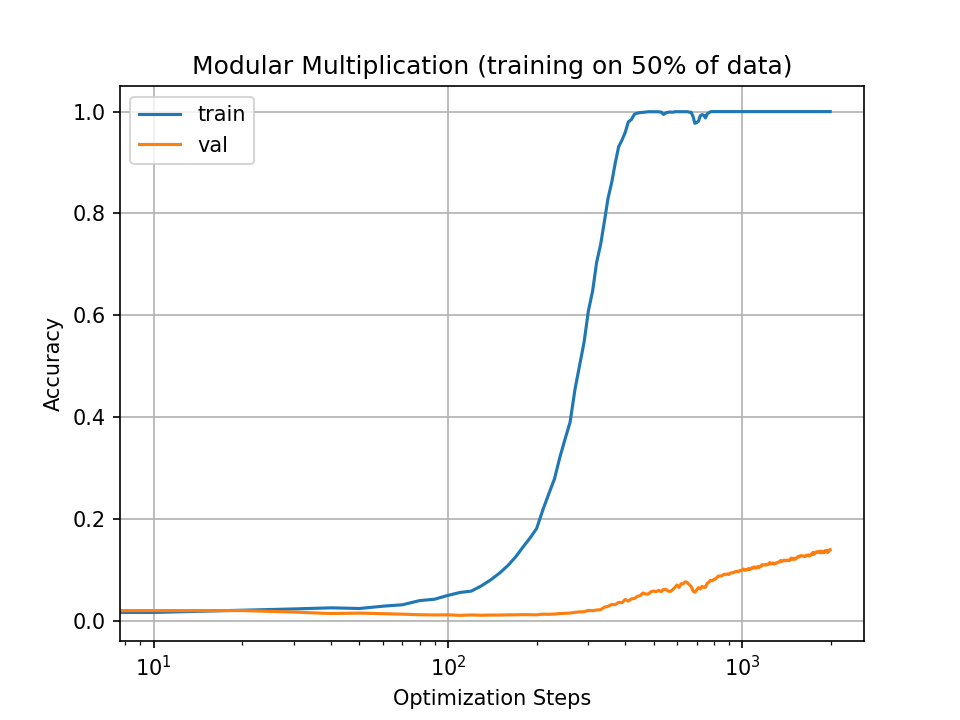 Modular Multiplication (training on 50% of data)
train
val
1.0
0.8
0.6
0.4
0.2
0.0
Accuracy
10¹ 10² 10³
Optimization Steps